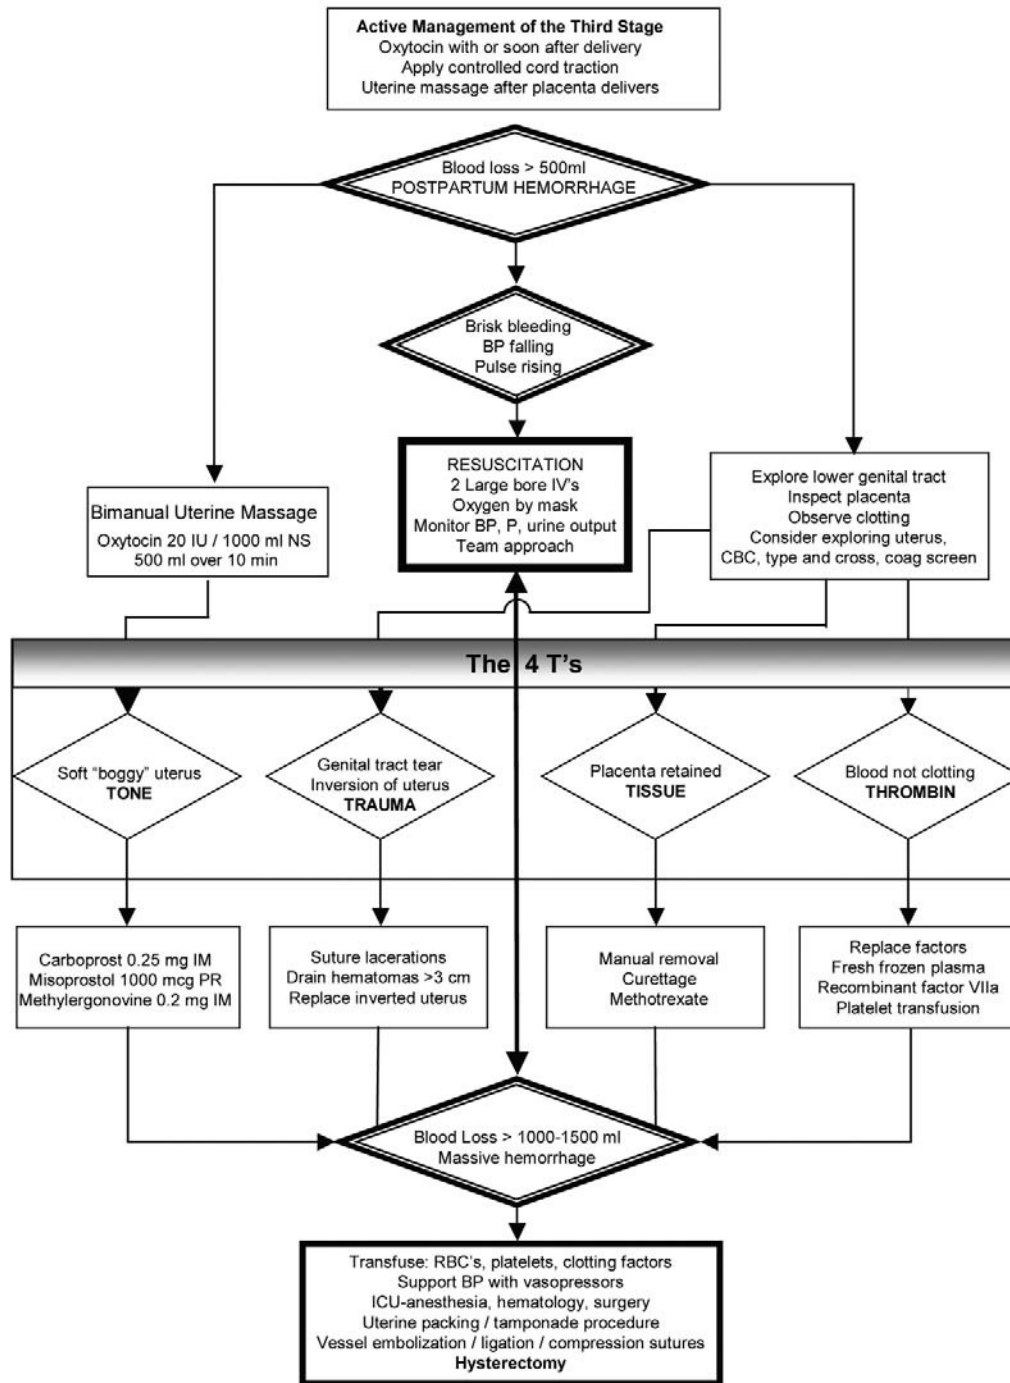 Active Management of the Third Stage
Oxytocin with or soon after delivery
Apply controlled cord traction
Uterine massage after placenta delivers
Blood loss > 500ml
POSTPARTUM HEMORRHAGE
Brisk bleeding
BP falling
Pulse rising
Bimanual Uterine Massage
Oxytocin 20 IU / 1000 ml NS
500 ml over 10 min
RESUSCITATION
2 Large bore IV's
Oxygen by mask
Monitor BP, P, urine output
Team approach
Explore lower genital tract
Inspect placenta
Observe clotting
Consider exploring uterus,
CBC, type and cross, coag screen
The 4 T's
Soft "boggy" uterus
TONE
Genital tract tear
Inversion of uterus
TRAUMA
Placenta retained
TISSUE
Blood not clotting
THROMBIN
Carboprost 0.25 mg IM
Misoprostol 1000 mcg PR
Methylergonovine 0.2 mg IM
Suture lacerations
Drain hematomas >3 cm
Replace inverted uterus
Manual removal
Curettage
Methotrexate
Replace factors
Fresh frozen plasma
Recombinant factor VIIa
Platelet transfusion
Blood Loss > 1000-1500 ml
Massive hemorrhage
Transfuse: RBC's, platelets, clotting factors
Support BP with vasopressors
ICU-anesthesia, hematology, surgery
Uterine packing / tamponade procedure
Vessel embolization / ligation / compression sutures
Hysterectomy